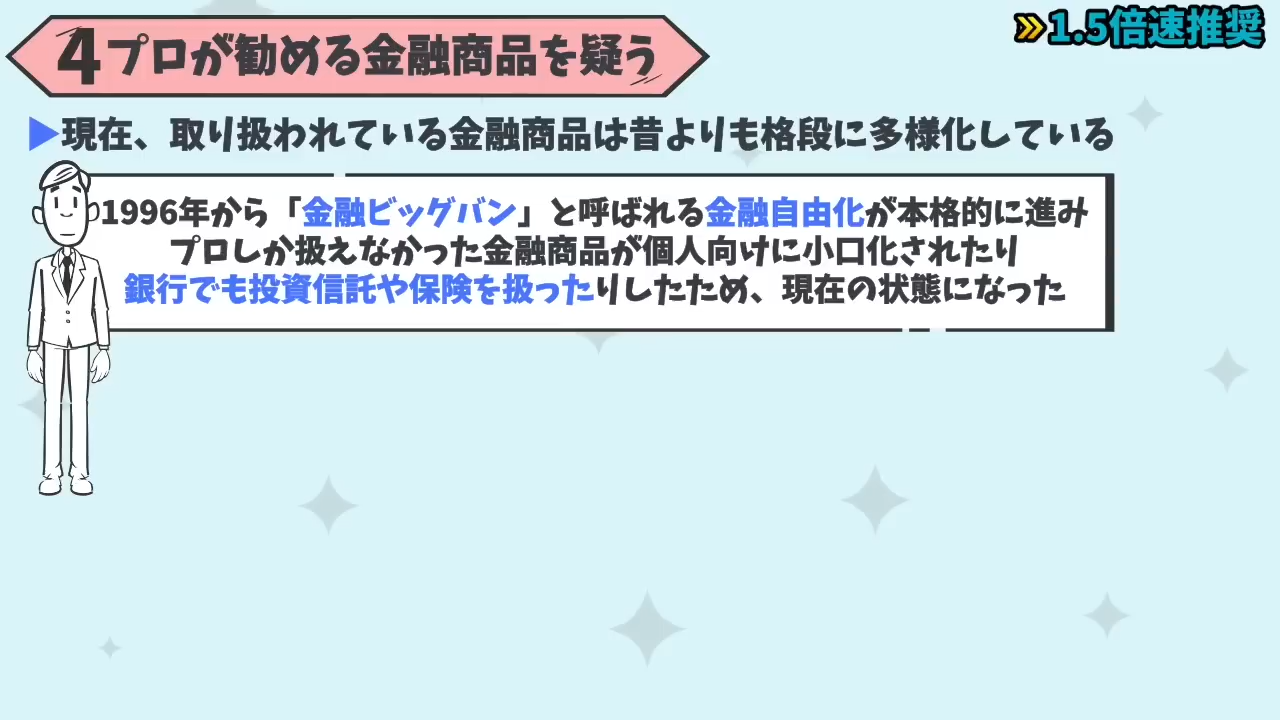 4プロが勧める金融商品を疑う
1.5倍速推奨
現在、取り扱われている金融商品は昔よりも格段に多様化している
1996年から「金融ビッグバン」と呼ばれる金融自由化が本格的に進み
プロしか扱えなかった金融商品が個人向けに小口化されたり
銀行でも投資信託や保険を扱ったりしたため、現在の状態になった